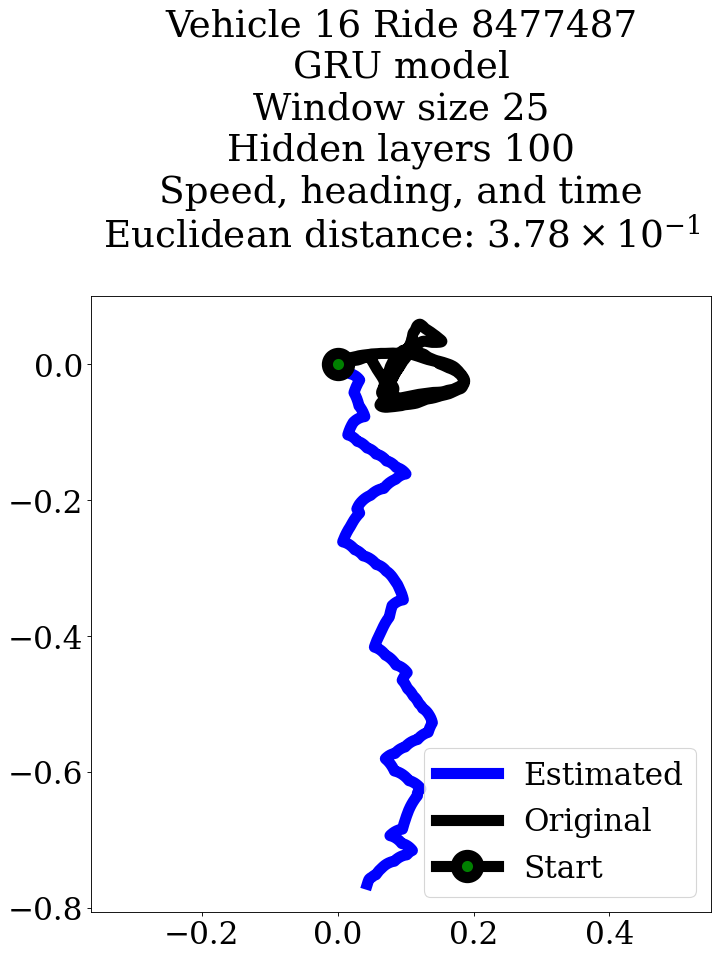 Vehicle 16 Ride 8477487
GRU model
Window size 25
Hidden layers 100
Speed, heading, and time
Euclidean distance: 3.78 × 10⁻¹
0.0
−0.2
−0.4
−0.6
−0.8
Estimated
Original
Start
−0.2 0.0 0.2 0.4